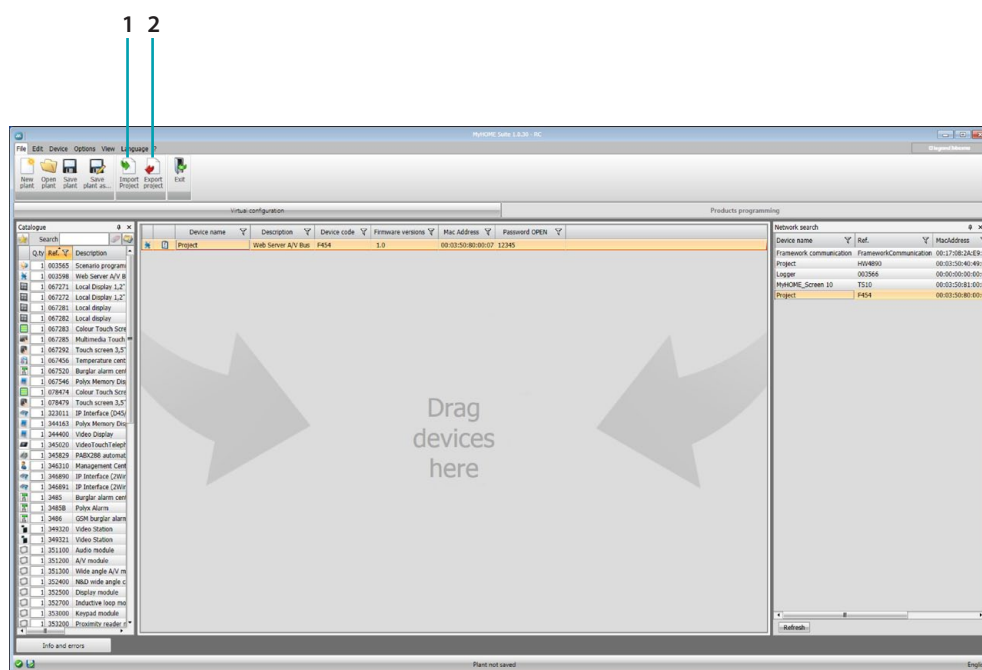 1 2
MyHOME Suite 1.0.30 - RC
File Edit Device Options View Language ?
New plant
Open plant
Save plant
Save plant as...
Import Project
Export project
Exit
Virtual configuration
Products programming
Catalogue
Search
Q.ty Ref. Description
1 003565 Scenario programi
1 003598 Web Server A/V B
1 067271 Local Display 1,2"
1 067272 Local Display 1,2"
1 067281 Local display
1 067282 Local display
1 067283 Colour Touch Scre
1 067285 Multimedia Touch
1 067292 Touch screen 3,5"
1 067456 Temperature cent
1 067520 Burglar alarm cent
1 067546 Polyx Memory Disp
1 078474 Colour Touch Scre
1 078479 Touch screen 3,5"
1 323011 IP Interface (D45/
1 344163 Polyx Memory Disp
1 344400 Video Display
1 345020 VideoTouchTeleph
1 345829 PABX288 automat
1 346310 Management Cent
1 346890 IP Interface (2Wir
1 346891 IP Interface (2Wir
1 3485 Burglar alarm cent
1 3485B Polyx Alarm
1 3486 GSM burglar alarm
1 349320 Video Station
1 349321 Video Station
1 351100 Audio module
1 351200 A/V module
1 351300 Wide angle A/V m
1 352400 N&D wide angle c
1 352500 Display module
1 352700 Inductive loop mo
1 353000 Keypad module
1 353200 Proximity reader r
Device name Description Device code Firmware versions Mac Address Password OPEN
Project Web Server A/V Bus F454 1.0 00:03:50:80:00:07 12345
Drag
devices
here
Network search
Device name Ref. MacAddress
Framework communication FrameworkCommunication 00:17:08:2A:E9:
Project HW4890 00:03:50:40:49:
Logger 003566 00:00:00:00:00:
MyHOME_Screen 10 TS10 00:03:50:81:00:
Project F454 00:03:50:80:00:
Refresh
Info and errors
Plant not saved
Engli